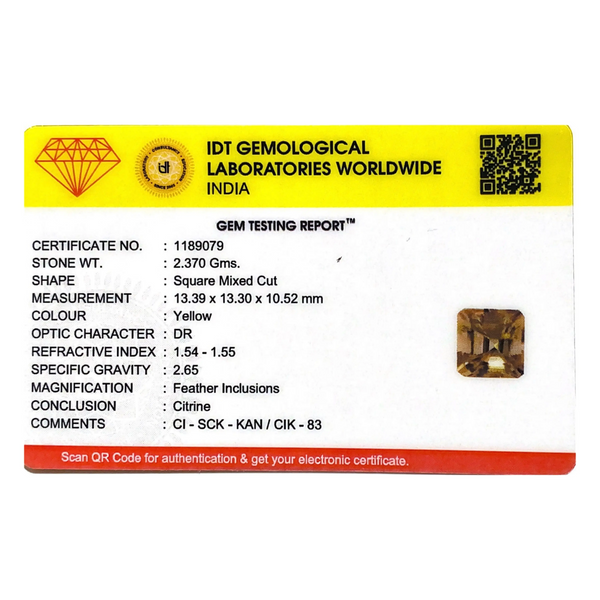 IDT GEMOLOGICAL
LABORATORIES WORLDWIDE
INDIA
GEM TESTING REPORT™
CERTIFICATE NO. : 1189079
STONE WT. : 2.370 Gms.
SHAPE : Square Mixed Cut
MEASUREMENT : 13.39 x 13.30 x 10.52 mm
COLOUR : Yellow
OPTIC CHARACTER : DR
REFRACTIVE INDEX : 1.54 - 1.55
SPECIFIC GRAVITY : 2.65
MAGNIFICATION : Feather Inclusions
CONCLUSION : Citrine
COMMENTS : CI - SCK - KAN / CIK - 83
Scan QR Code for authentication & get your electronic certificate.